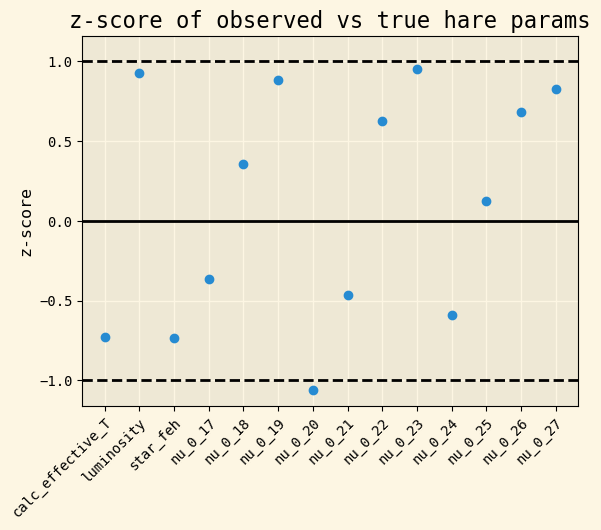 z-score of observed vs true hare params
z-score
1.0
0.5
0.0
−0.5
−1.0
calc_effective_T
luminosity
star_feh
nu_0_17
nu_0_18
nu_0_19
nu_0_20
nu_0_21
nu_0_22
nu_0_23
nu_0_24
nu_0_25
nu_0_26
nu_0_27